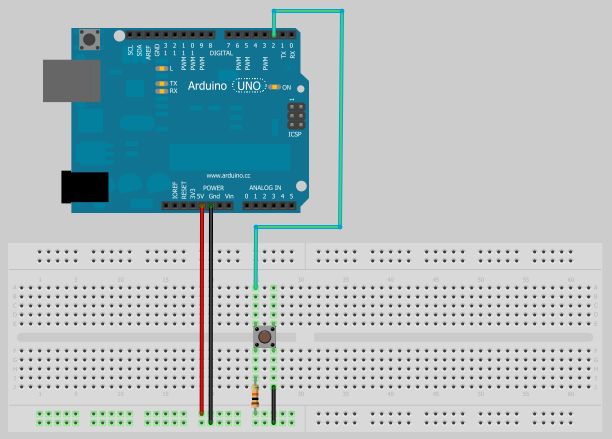 SCL
SDA
AREF
GND
13
12
PWM 11
PWM 10
PWM 9
8
7
PWM 6
PWM 5
4
PWM 3
2
TX 1
RX 0
DIGITAL
L
TX
RX
Arduino UNO
ON
1
ICSP
www.arduino.cc
POWER
ANALOG IN
IOREF
RESET
3V3
5V
Gnd
Vin
0 1 2 3 4 5